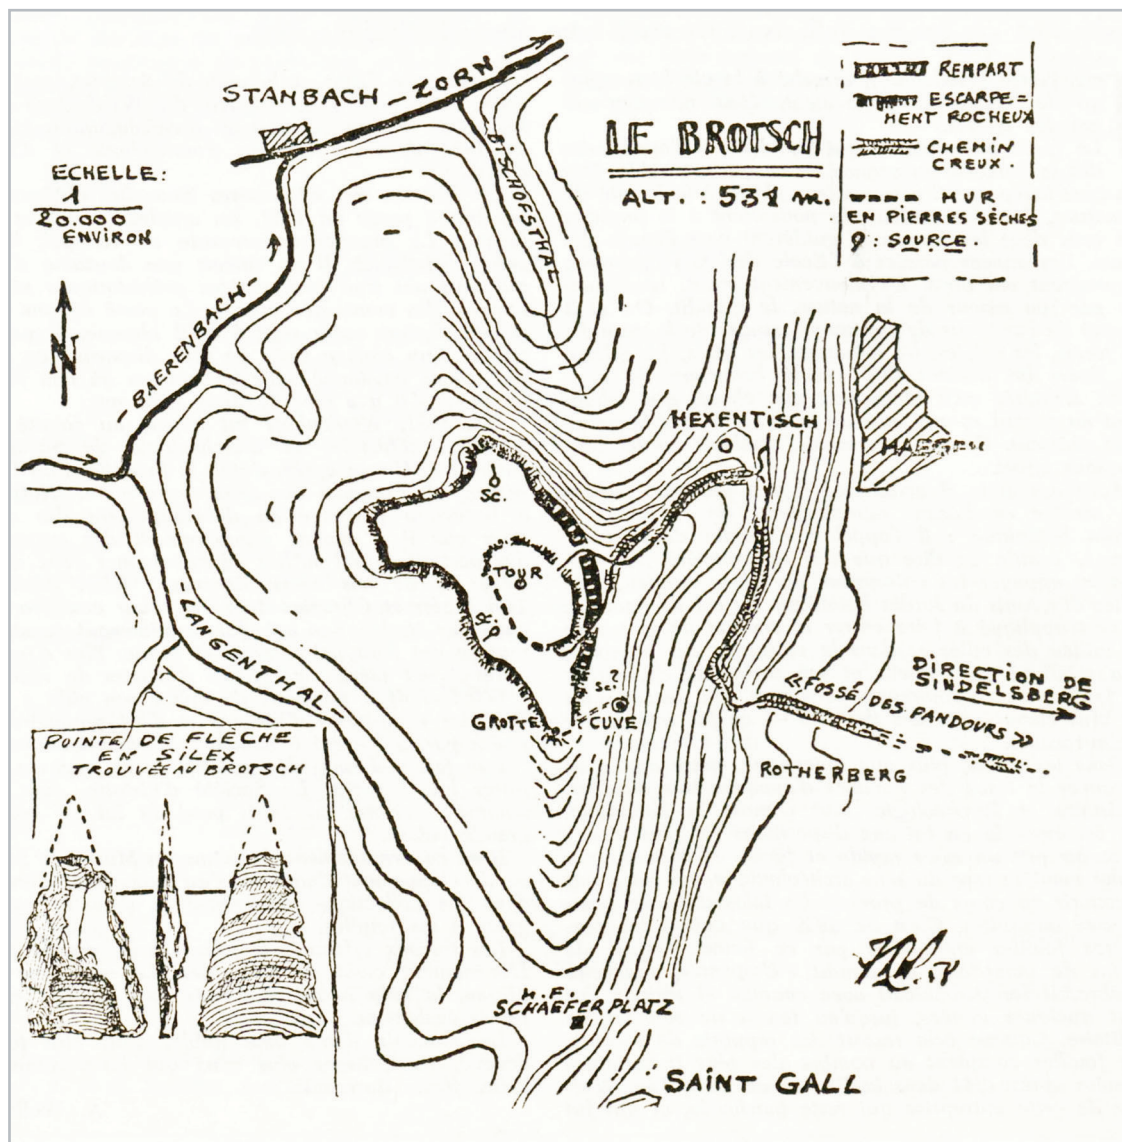 STANBACH
ZORN
BISCHOFSTHAL
ECHELLE:
1
20.000
ENVIRON
N
BAERENBACH
LE BROTSCH
ALT. : 531 m.
REMPART
ESCARPE=
MENT ROCHEUX
CHEMIN
CREUX.
MUR
EN PIERRES SÈCHES
: SOURCE.
HEXENTISCH
SC.
TOUR
SC.
SC?
GROTTE
CUVE
LANGENTHAL
DIRECTION DE
SINDELSBERG
<<FOSSÉ DES PANDOURS>>
ROTHERBERG
POINTE DE FLÈCHE
EN SILEX
TROUVÉE AU BROTSCH
M.F.
SCHAEFERPLATZ
SAINT GALL